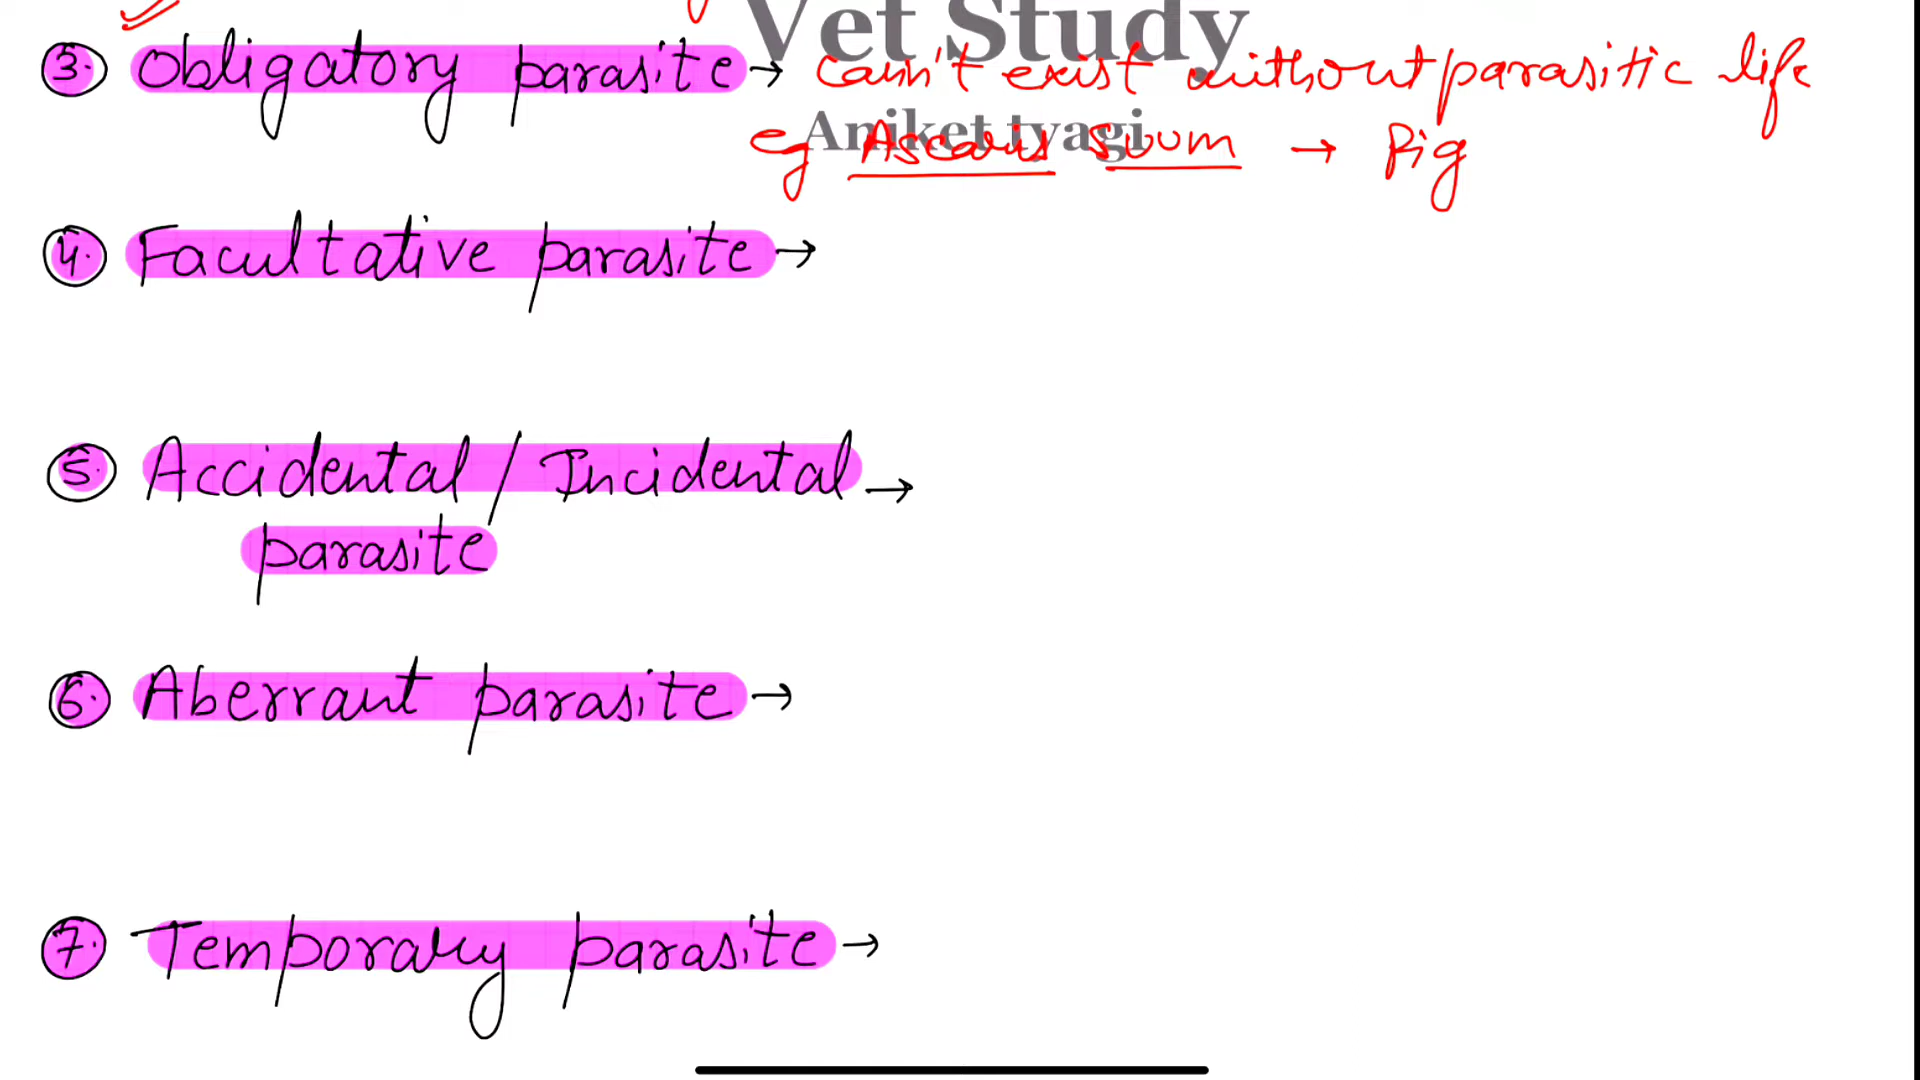 Vet Study
③. Obligatory parasite → cann't exist without parasitic life
Aniket tyagi
eg Ascaris Suum → Pig
④. Facultative parasite →
⑤. Accidental / Incidental →
parasite
⑥. Aberrant parasite →
⑦. Temporary parasite →